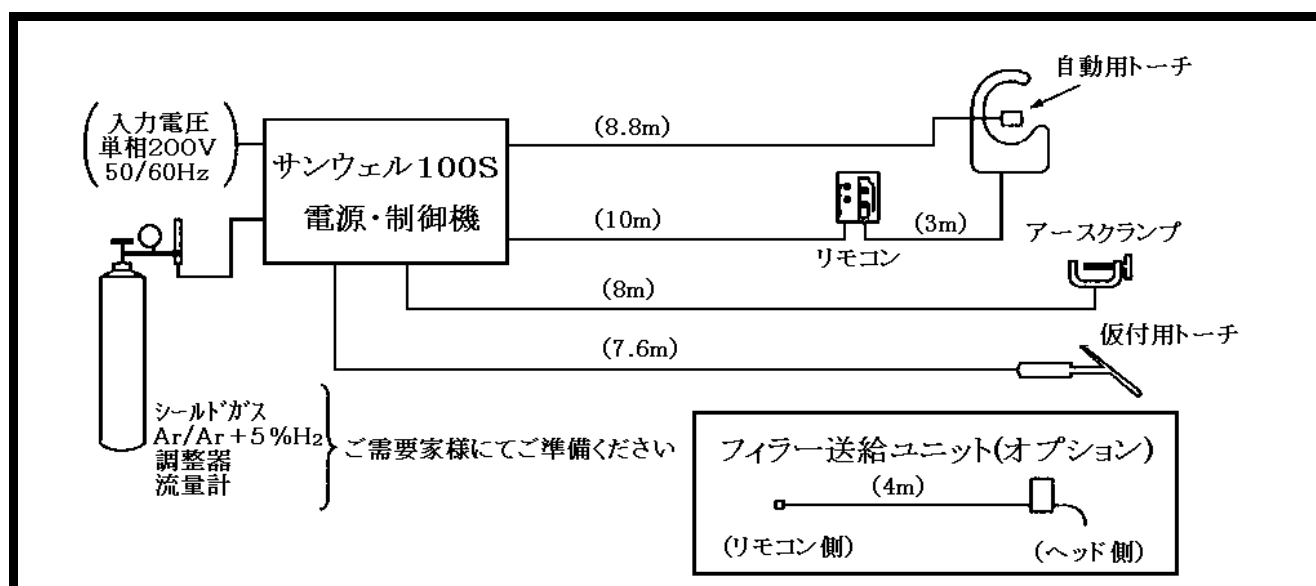 入力電圧
単相200V
50/60Hz
サンウェル100S
電源・制御機
(8.8m)
自動用トーチ
(10m)
リモコン
(3m)
アースクランプ
(8m)
仮付用トーチ
(7.6m)
シールドガス
Ar/Ar+5%H₂
調整器
流量計
ご需要家様にてご準備ください
フィラー送給ユニット(オプション)
(4m)
(リモコン側)
(ヘッド側)